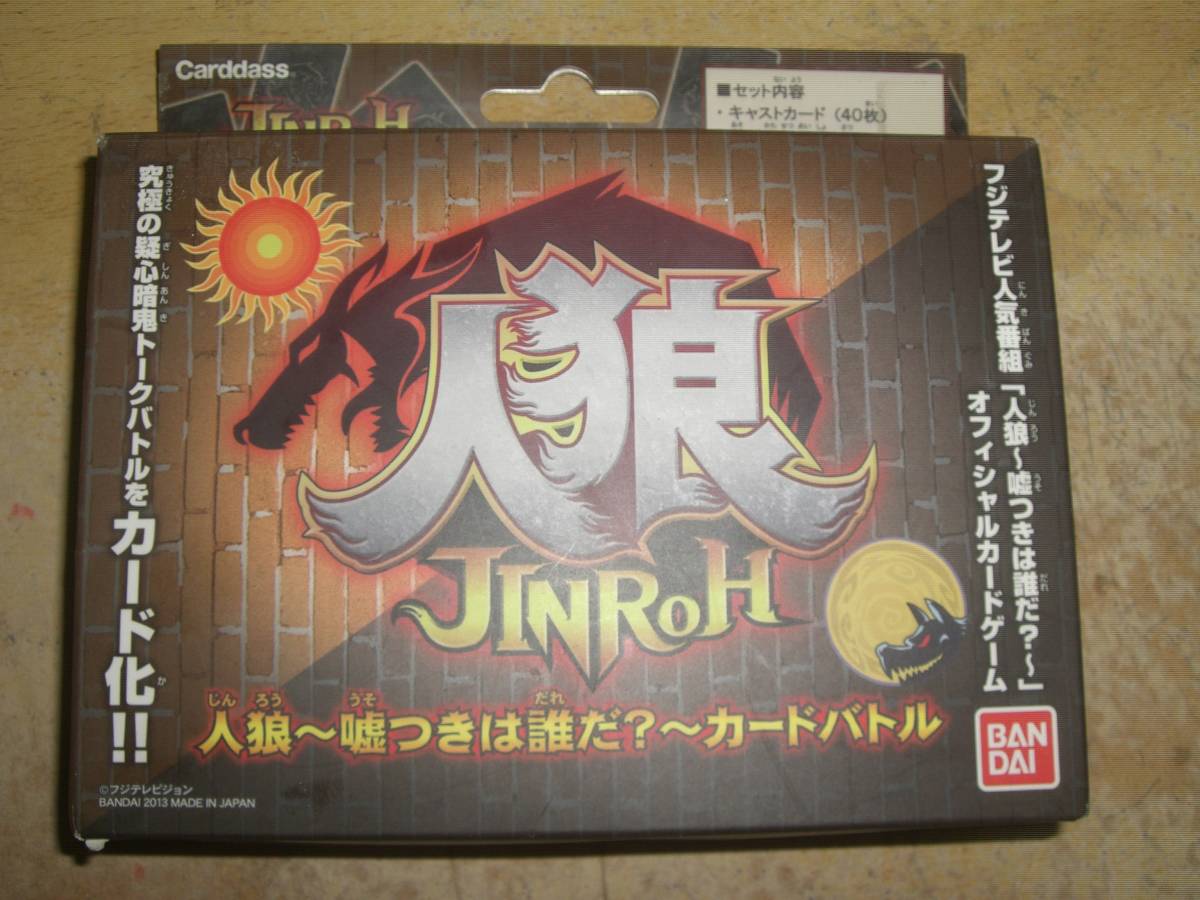 Carddass
JINROH
■セット内容
・キャストカード（40枚）
フジテレビ人気番組「人狼～嘘つきは誰だ？～」
オフィシャルカードゲーム
究極の疑心暗鬼トークバトルを カード化!!
人狼
JINROH
人狼～嘘つきは誰だ？～カードバトル
BAN
DAI
©フジテレビジョン
BANDAI 2013 MADE IN JAPAN